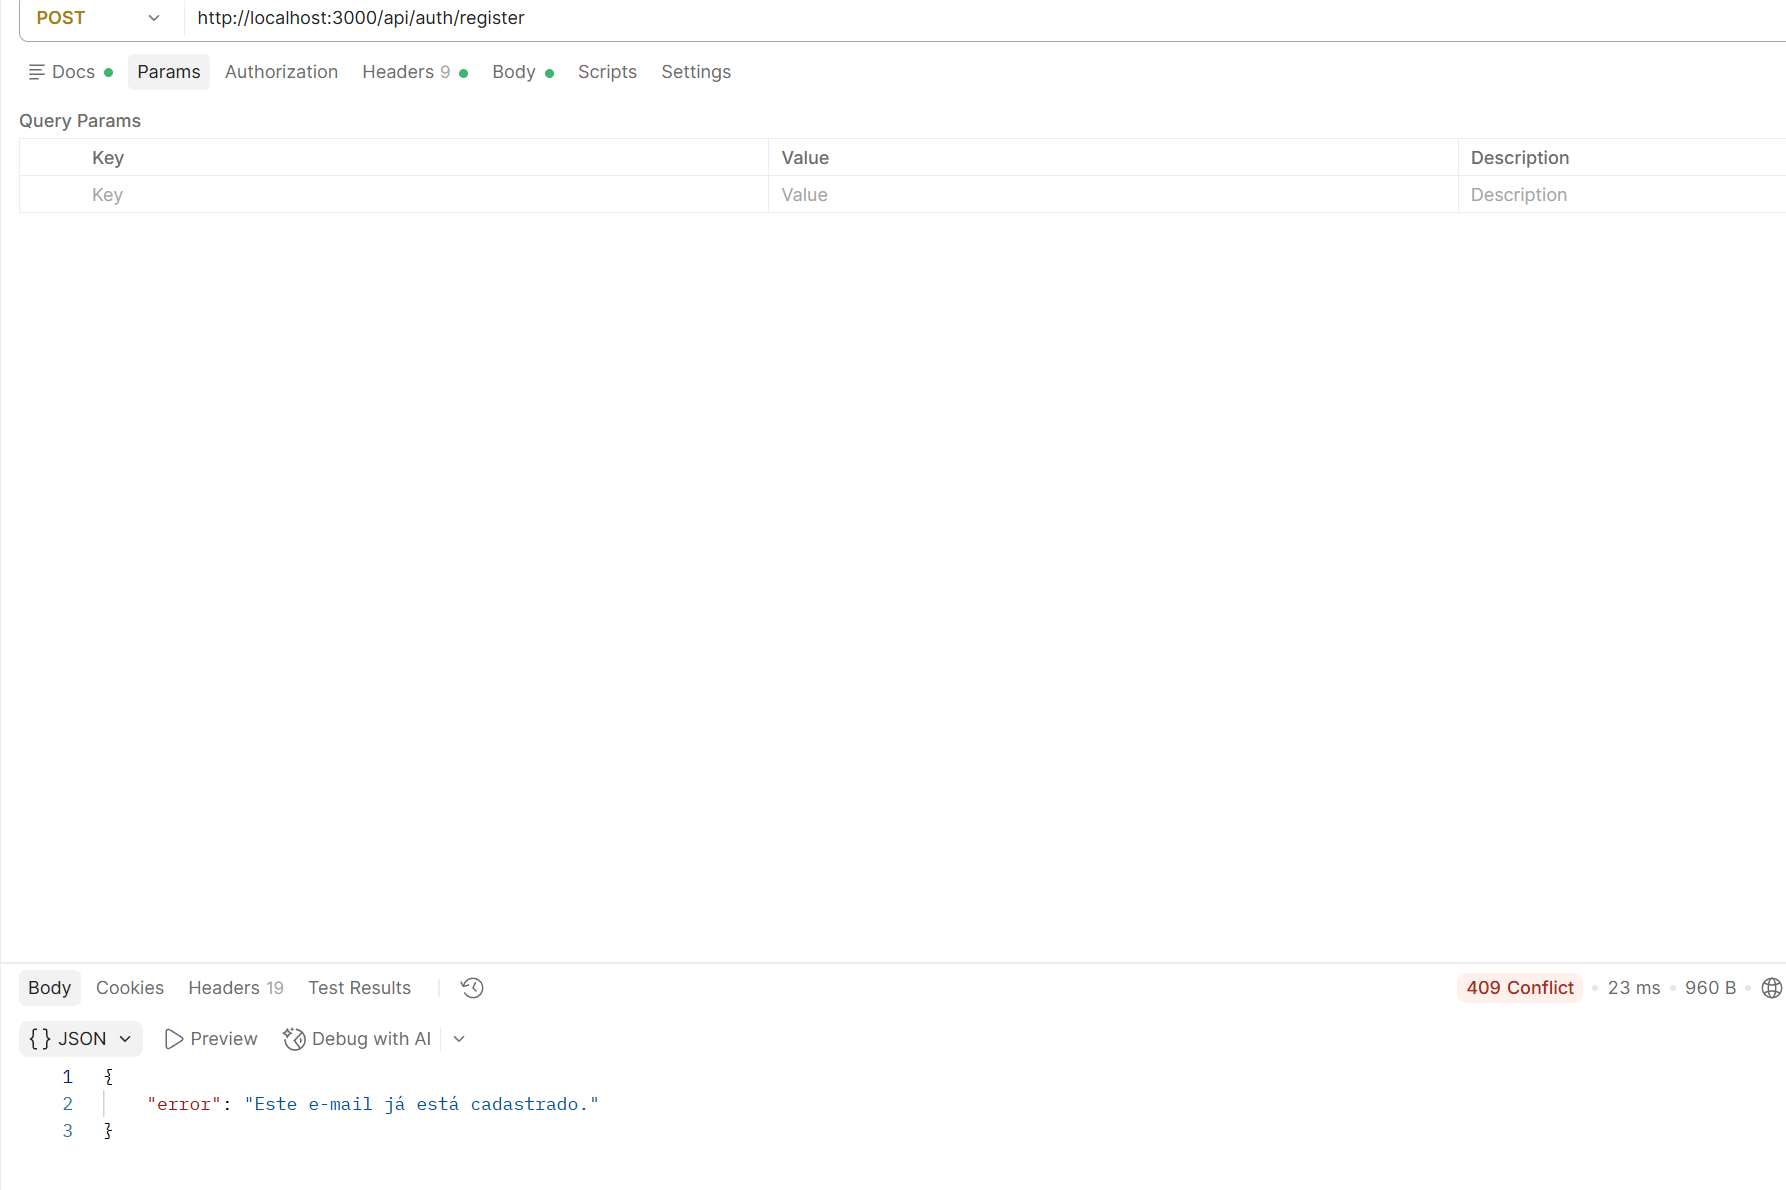 POST http://localhost:3000/api/auth/register
Docs Params Authorization Headers 9 Body Scripts Settings
Query Params
Key Value Description
Key Value Description
Body Cookies Headers 19 Test Results 409 Conflict 23 ms 960 B
{} JSON Preview Debug with AI
1 {
2 "error": "Este e-mail já está cadastrado."
3 }